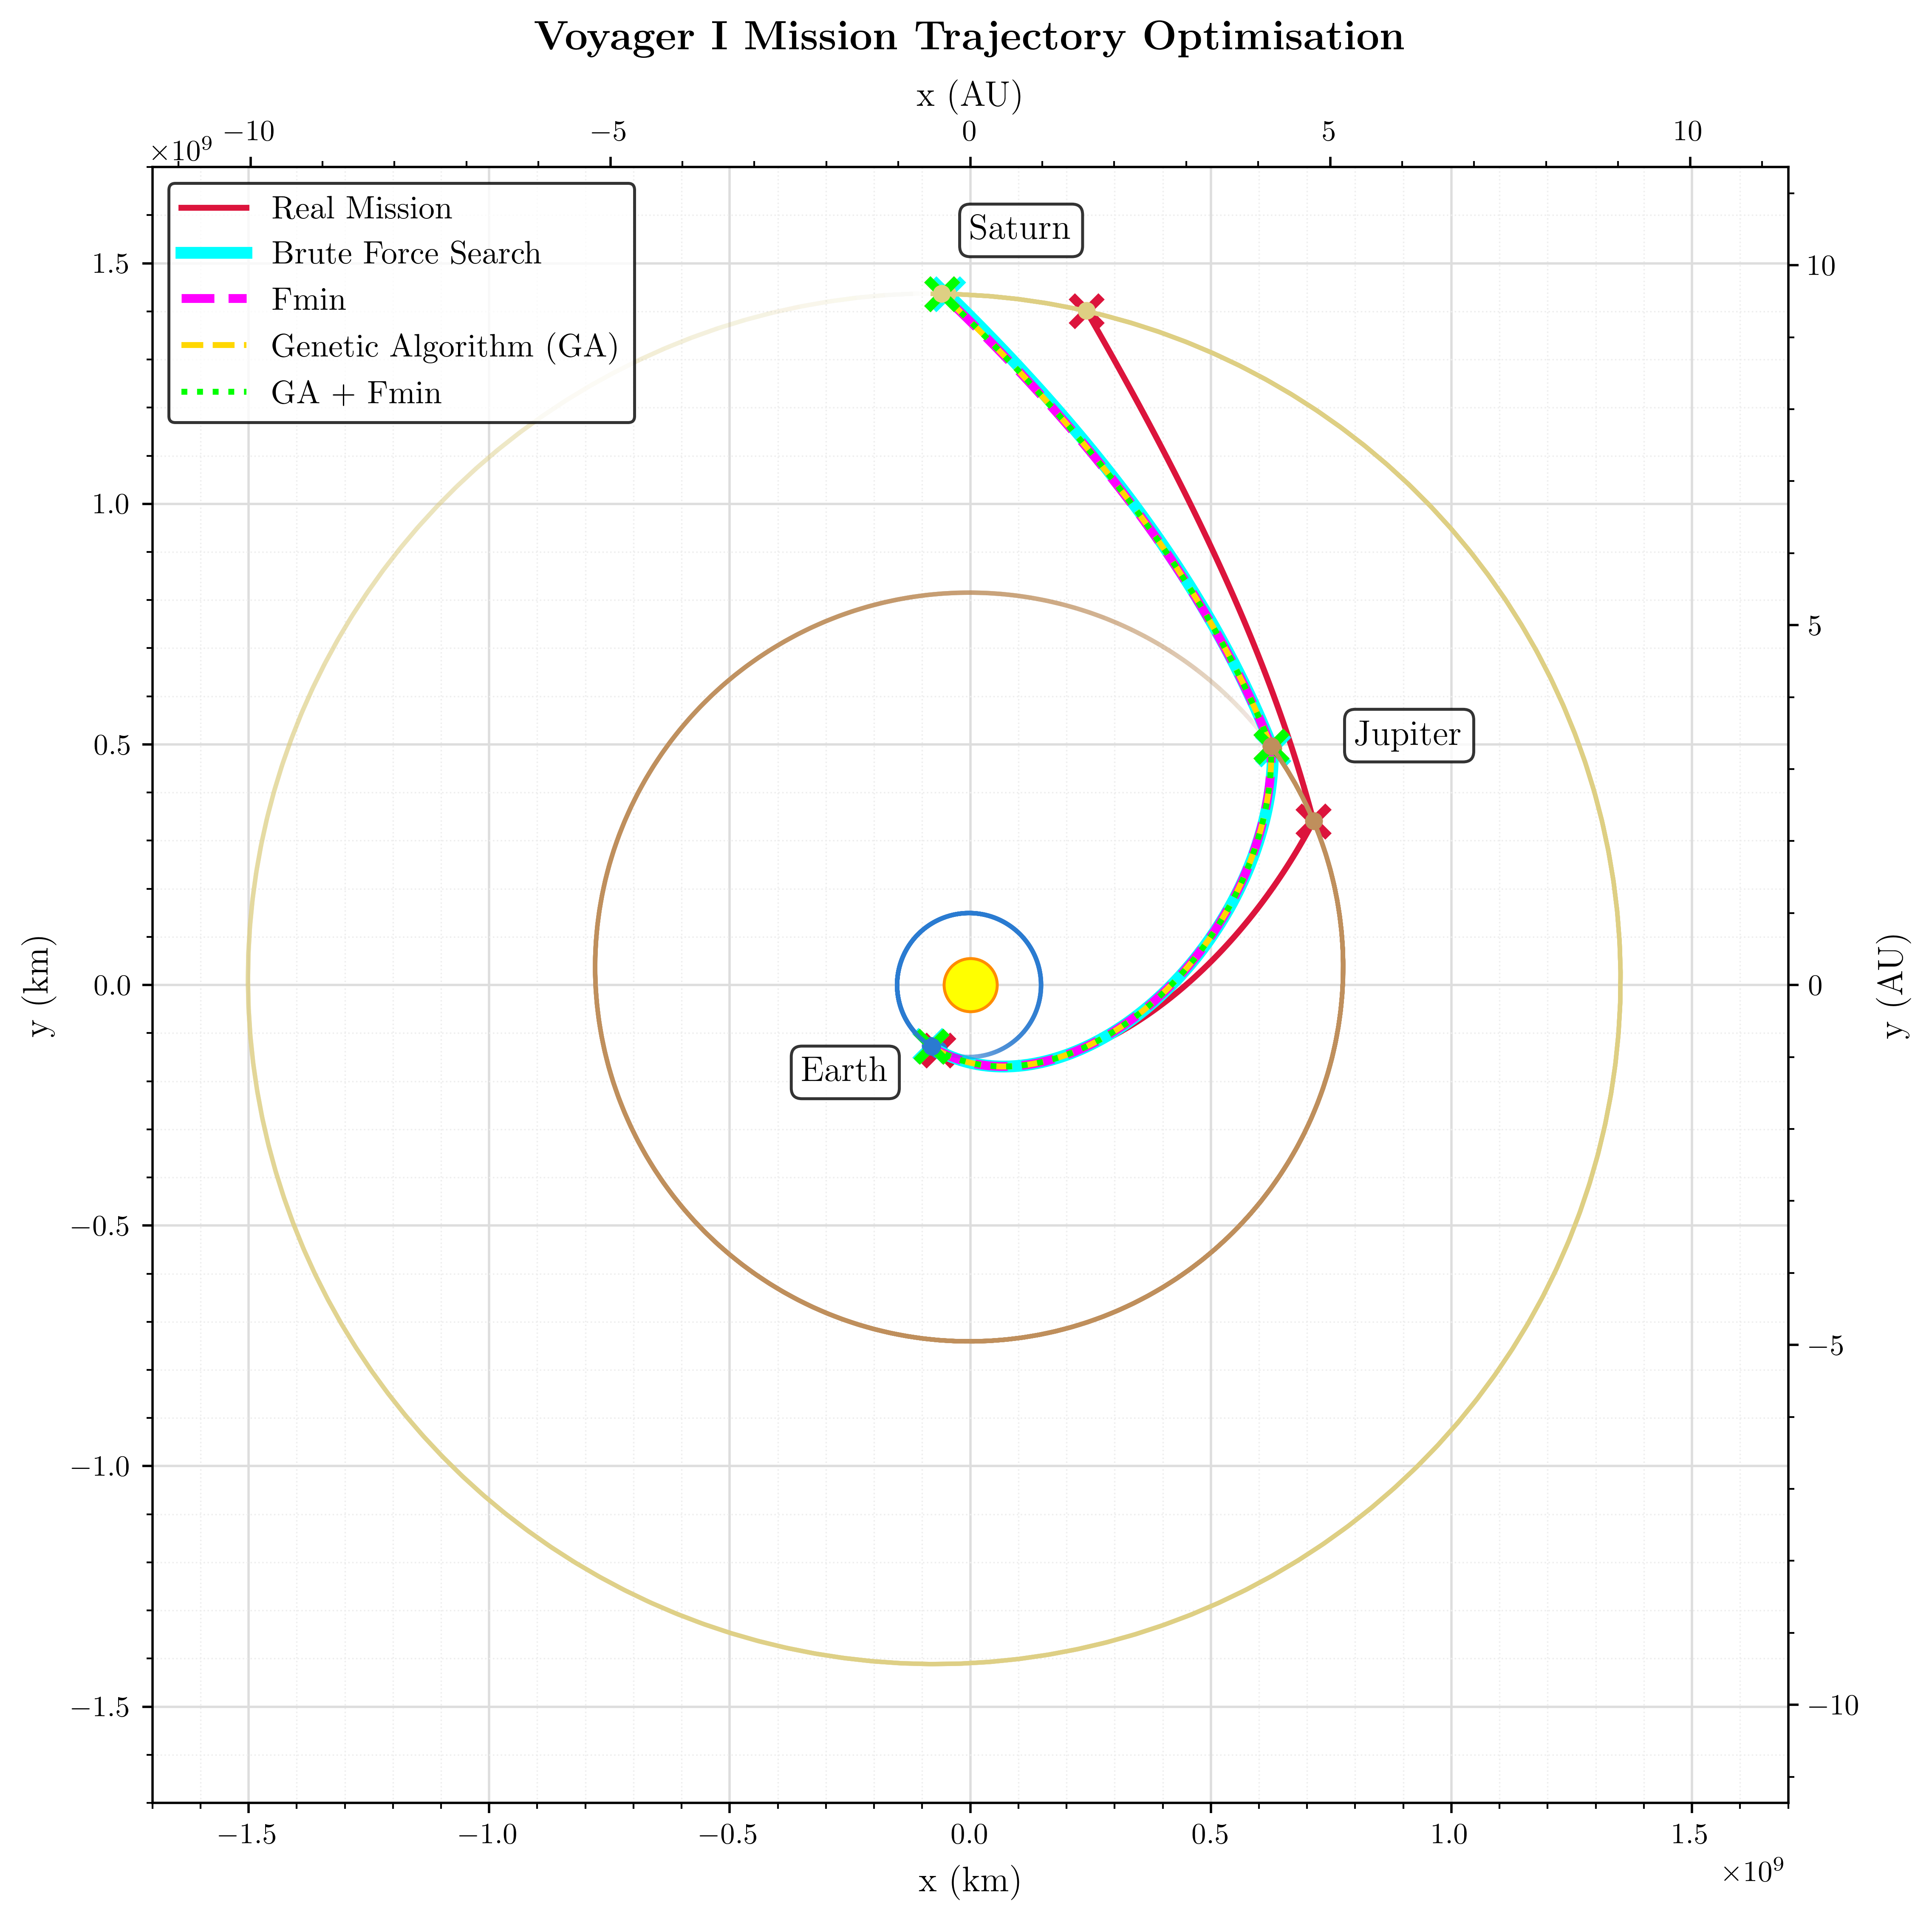 Voyager I Mission Trajectory Optimisation
x (AU)
−10 −5 0 5 10
×10⁹
Real Mission
Brute Force Search
Fmin
Genetic Algorithm (GA)
GA + Fmin
Saturn
Jupiter
Earth
1.5
1.0
0.5
0.0
−0.5
−1.0
−1.5
y (km)
10
5
0
−5
−10
y (AU)
−1.5 −1.0 −0.5 0.0 0.5 1.0 1.5
x (km)
×10⁹